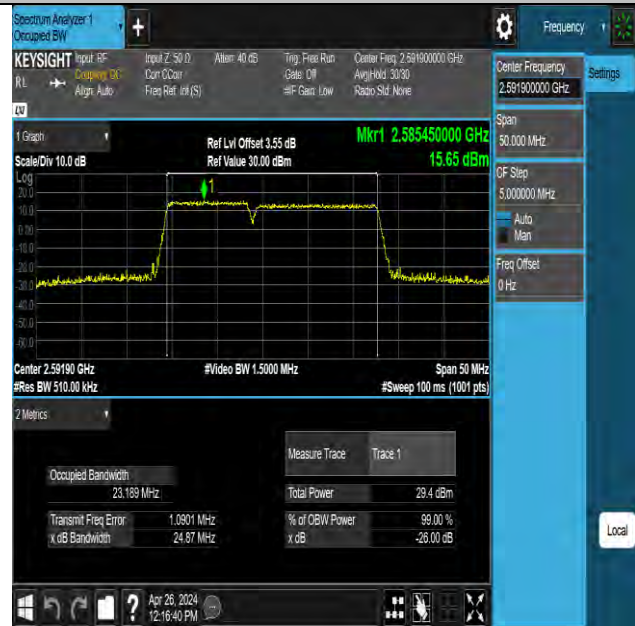 Spectrum Analyzer 1
Occupied BW
+
Frequency
KEYSIGHT Input: RF
Coupling: DC
Align: Auto
RL
Input Z: 50 Ω
Corr CCorr
Freq Ref: Int (S)
Atten: 40 dB
Trig: Free Run
Gate: Off
#IF Gain: Low
Center Freq: 2.591900000 GHz
Avg|Hold: 30/30
Radio Std: None
LXI
Center Frequency
2.591900000 GHz
Settings
Span
50.000 MHz
CF Step
5.000000 MHz
Auto
Man
Freq Offset
0 Hz
1 Graph
Scale/Div 10.0 dB
Ref Lvl Offset 3.55 dB
Ref Value 30.00 dBm
Mkr1 2.585450000 GHz
15.65 dBm
Log
1
20.0
10.0
0.00
-10.0
-20.0
-30.0
-40.0
-50.0
-60.0
Center 2.59190 GHz
#Res BW 510.00 kHz
#Video BW 1.5000 MHz
Span 50 MHz
#Sweep 100 ms (1001 pts)
2 Metrics
Measure Trace Trace 1
Occupied Bandwidth
23.189 MHz
Total Power 29.4 dBm
Transmit Freq Error 1.0901 MHz
% of OBW Power 99.00 %
x dB Bandwidth 24.87 MHz
x dB -26.00 dB
Local
?
Apr 26, 2024
12:16:40 PM